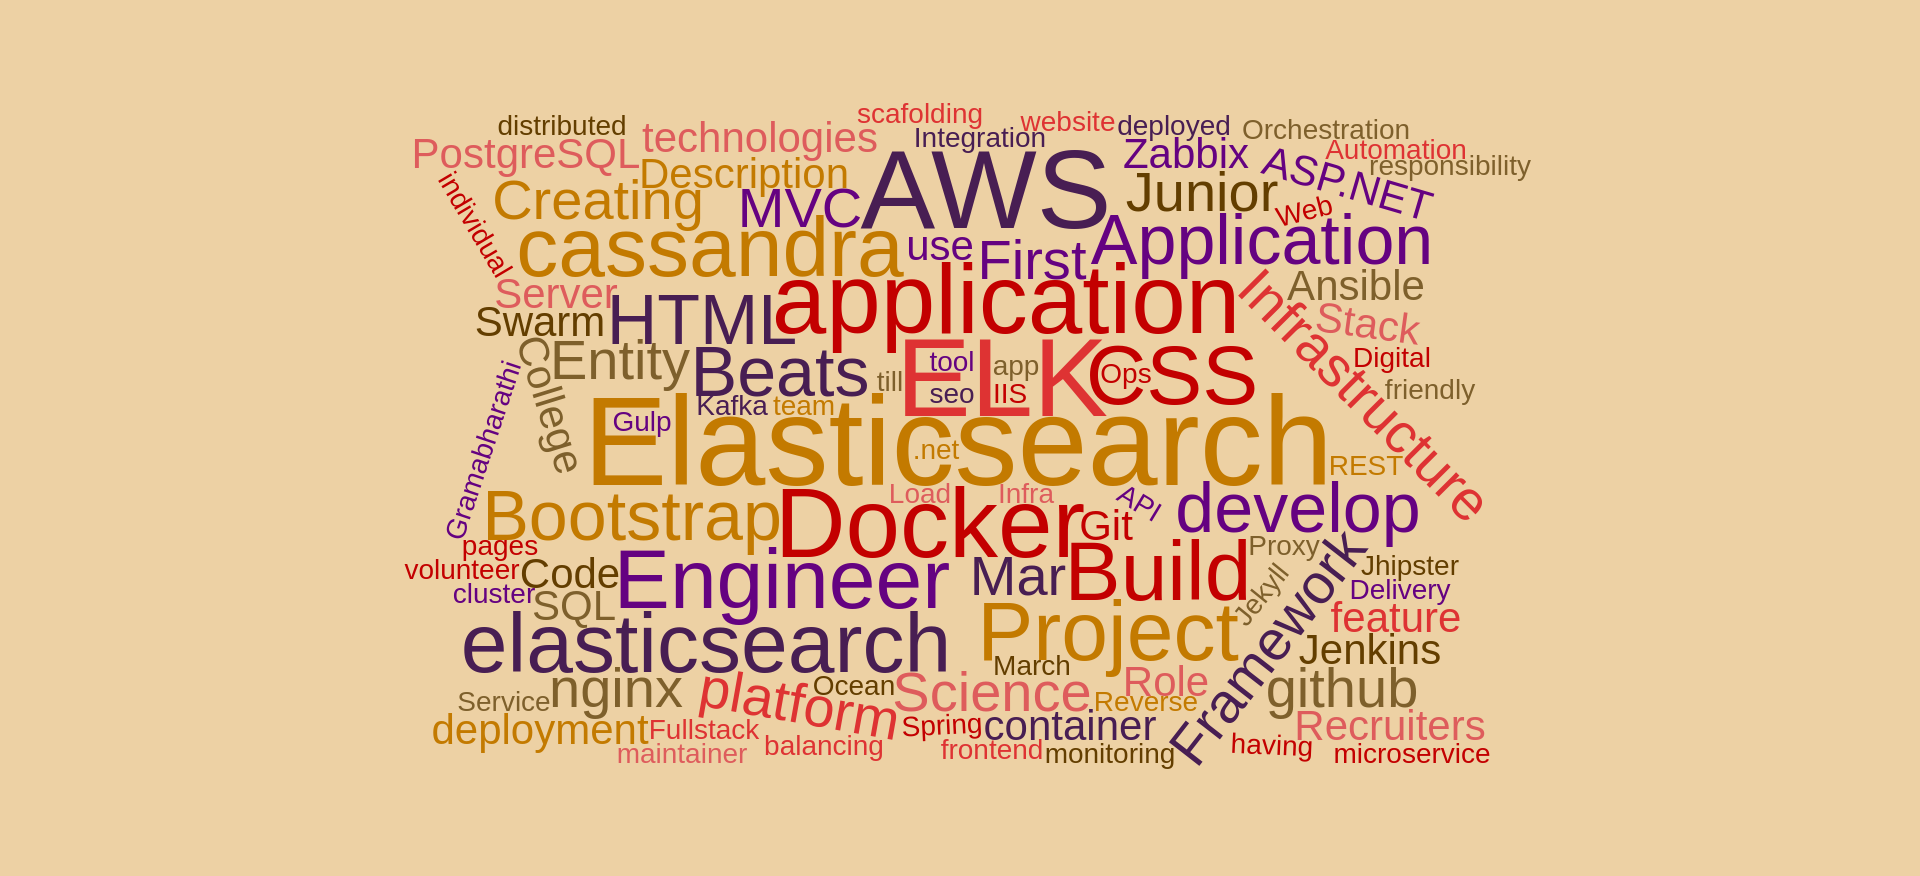 scafolding
distributed
technologies
Integration
website
deployed
Orchestration
PostgreSQL
Automation
Zabbix
responsibility
Description
ASP.NET
AWS
individual
Creating
MVC
Junior
Web
cassandra
use
First
Application
Server
application
Ansible
Swarm
HTML
Infrastructure
Stack
Entity
Beats
ELK
tool
app
CSS
Ops
Digital
College
till
seo
IIS
friendly
Kafka
team
Gulp
Gramabharathi
Elasticsearch
.net
REST
Load
Infra
API
Bootstrap
Docker
Git
develop
pages
Proxy
volunteer
Code
Engineer
Mar
Build
Jhipster
cluster
SQL
Jekyll
Framework
Delivery
feature
elasticsearch
Project
Jenkins
March
nginx
platform
Ocean
Science
Role
github
Service
Reverse
deployment
Fullstack
Spring
container
Recruiters
maintainer
balancing
frontend
monitoring
having
microservice